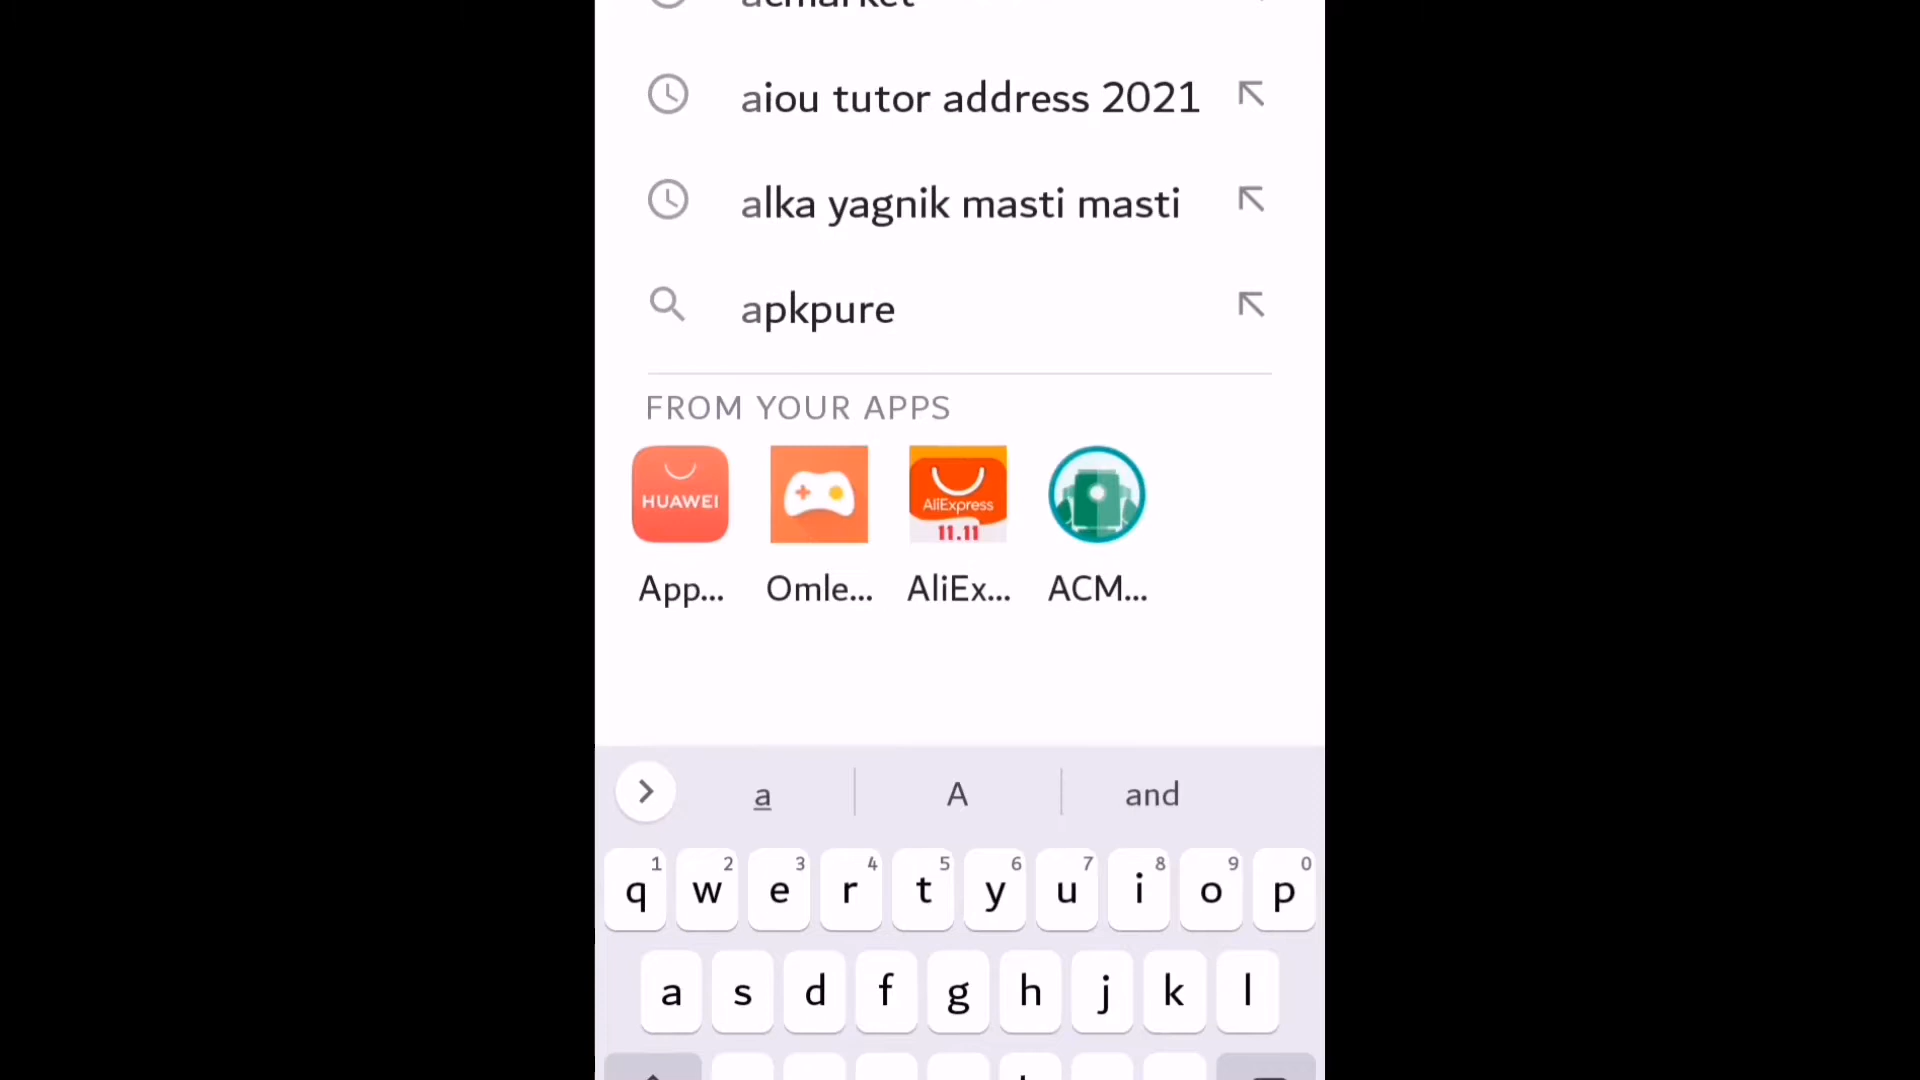 acmarket
aiou tutor address 2021
alka yagnik masti masti
apkpure
FROM YOUR APPS
HUAWEI
AliExpress
11.11
App... Omle... AliEx... ACM...
a A and
1 2 3 4 5 6 7 8 9 0
q w e r t y u i o p
a s d f g h j k l